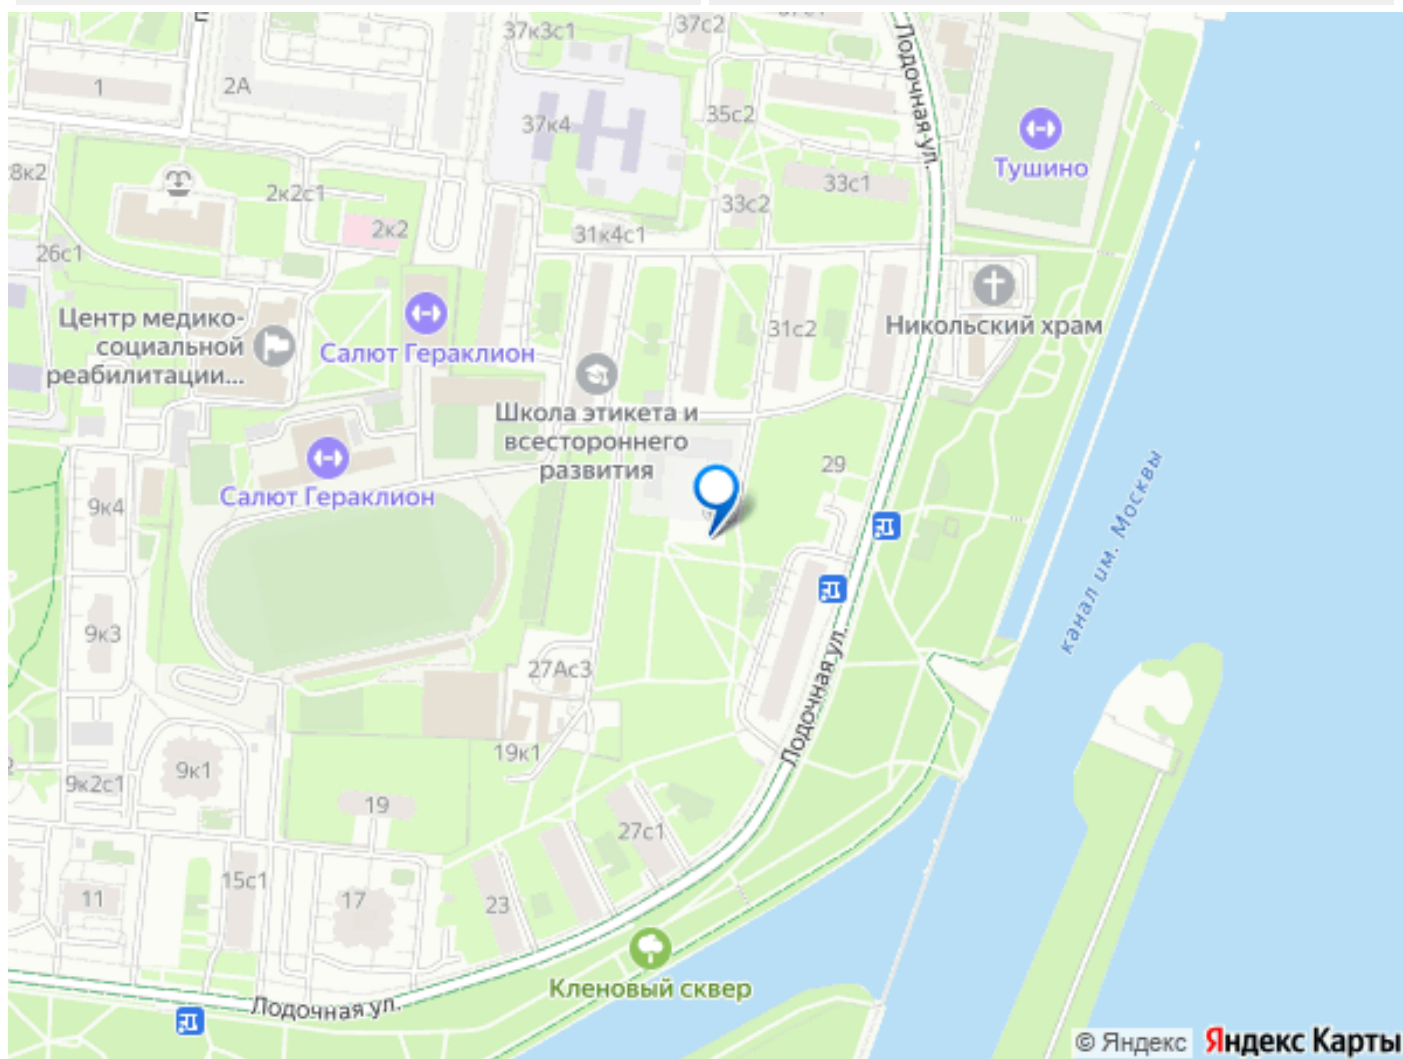 37к3с1
37с2
Лодочная ул.
1
2А
37к4
35с2
Тушино
8к2
2к2с1
33с1
33с2
2к2
31к4с1
26с1
Центр медико-
социальной
реабилитации...
Салют Гераклион
31с2
Никольский храм
Школа этикета и
всестороннего
развития
Салют Гераклион
29
9к4
канал им. Москвы
9к3
27Ас3
Лодочная ул.
19к1
9к1
9к2с1
19
27с1
15с1
11
17
23
Кленовый сквер
Лодочная ул.
© Яндекс Яндекс Карты